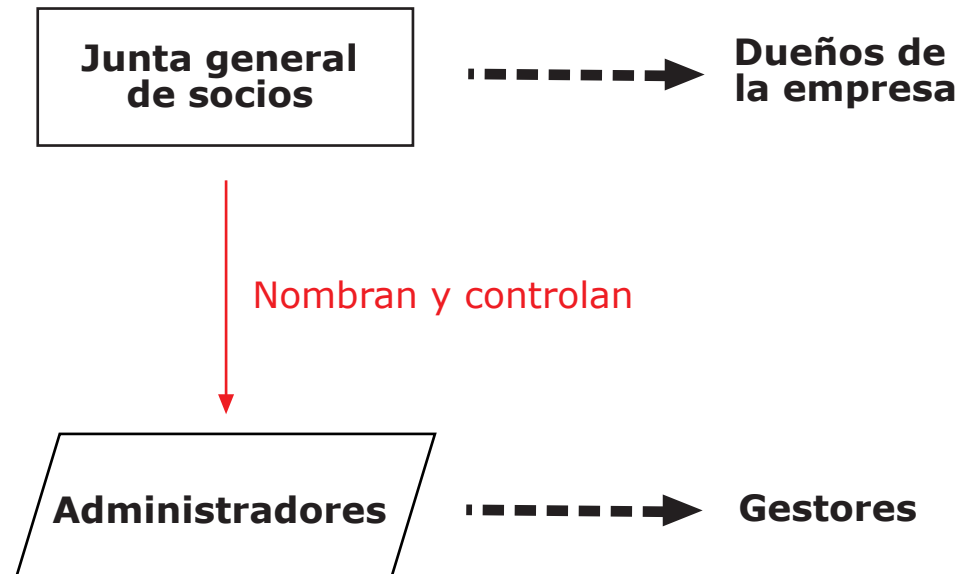 Junta general
de socios
Dueños de
la empresa
Nombran y controlan
Administradores
Gestores